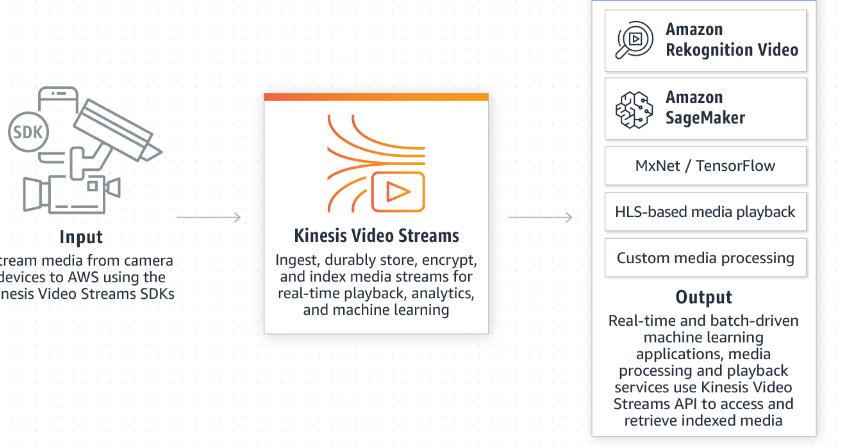 SDK
Input
tream media from camera
devices to AWS using the
nesis Video Streams SDKs
Kinesis Video Streams
Ingest, durably store, encrypt,
and index media streams for
real-time playback, analytics,
and machine learning
Amazon
Rekognition Video
Amazon
SageMaker
MxNet / TensorFlow
HLS-based media playback
Custom media processing
Output
Real-time and batch-driven
machine learning
applications, media
processing and playback
services use Kinesis Video
Streams API to access and
retrieve indexed media